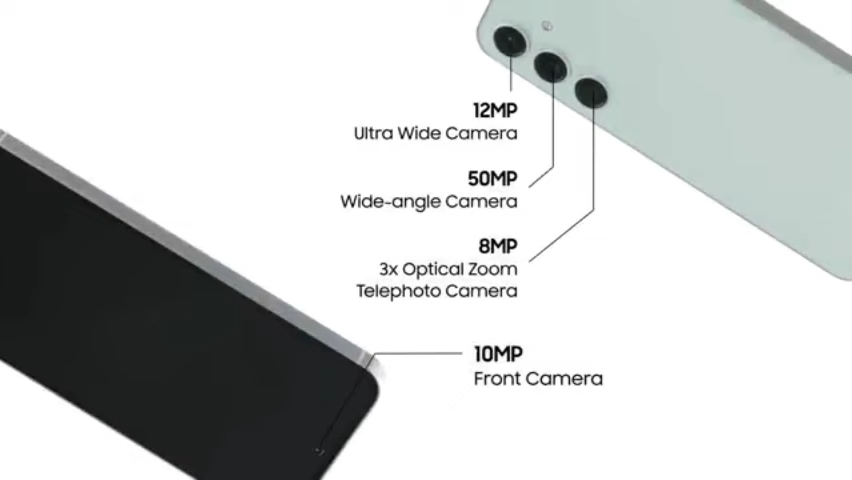 12MP
Ultra Wide Camera
50MP
Wide-angle Camera
8MP
3x Optical Zoom
Telephoto Camera
10MP
Front Camera